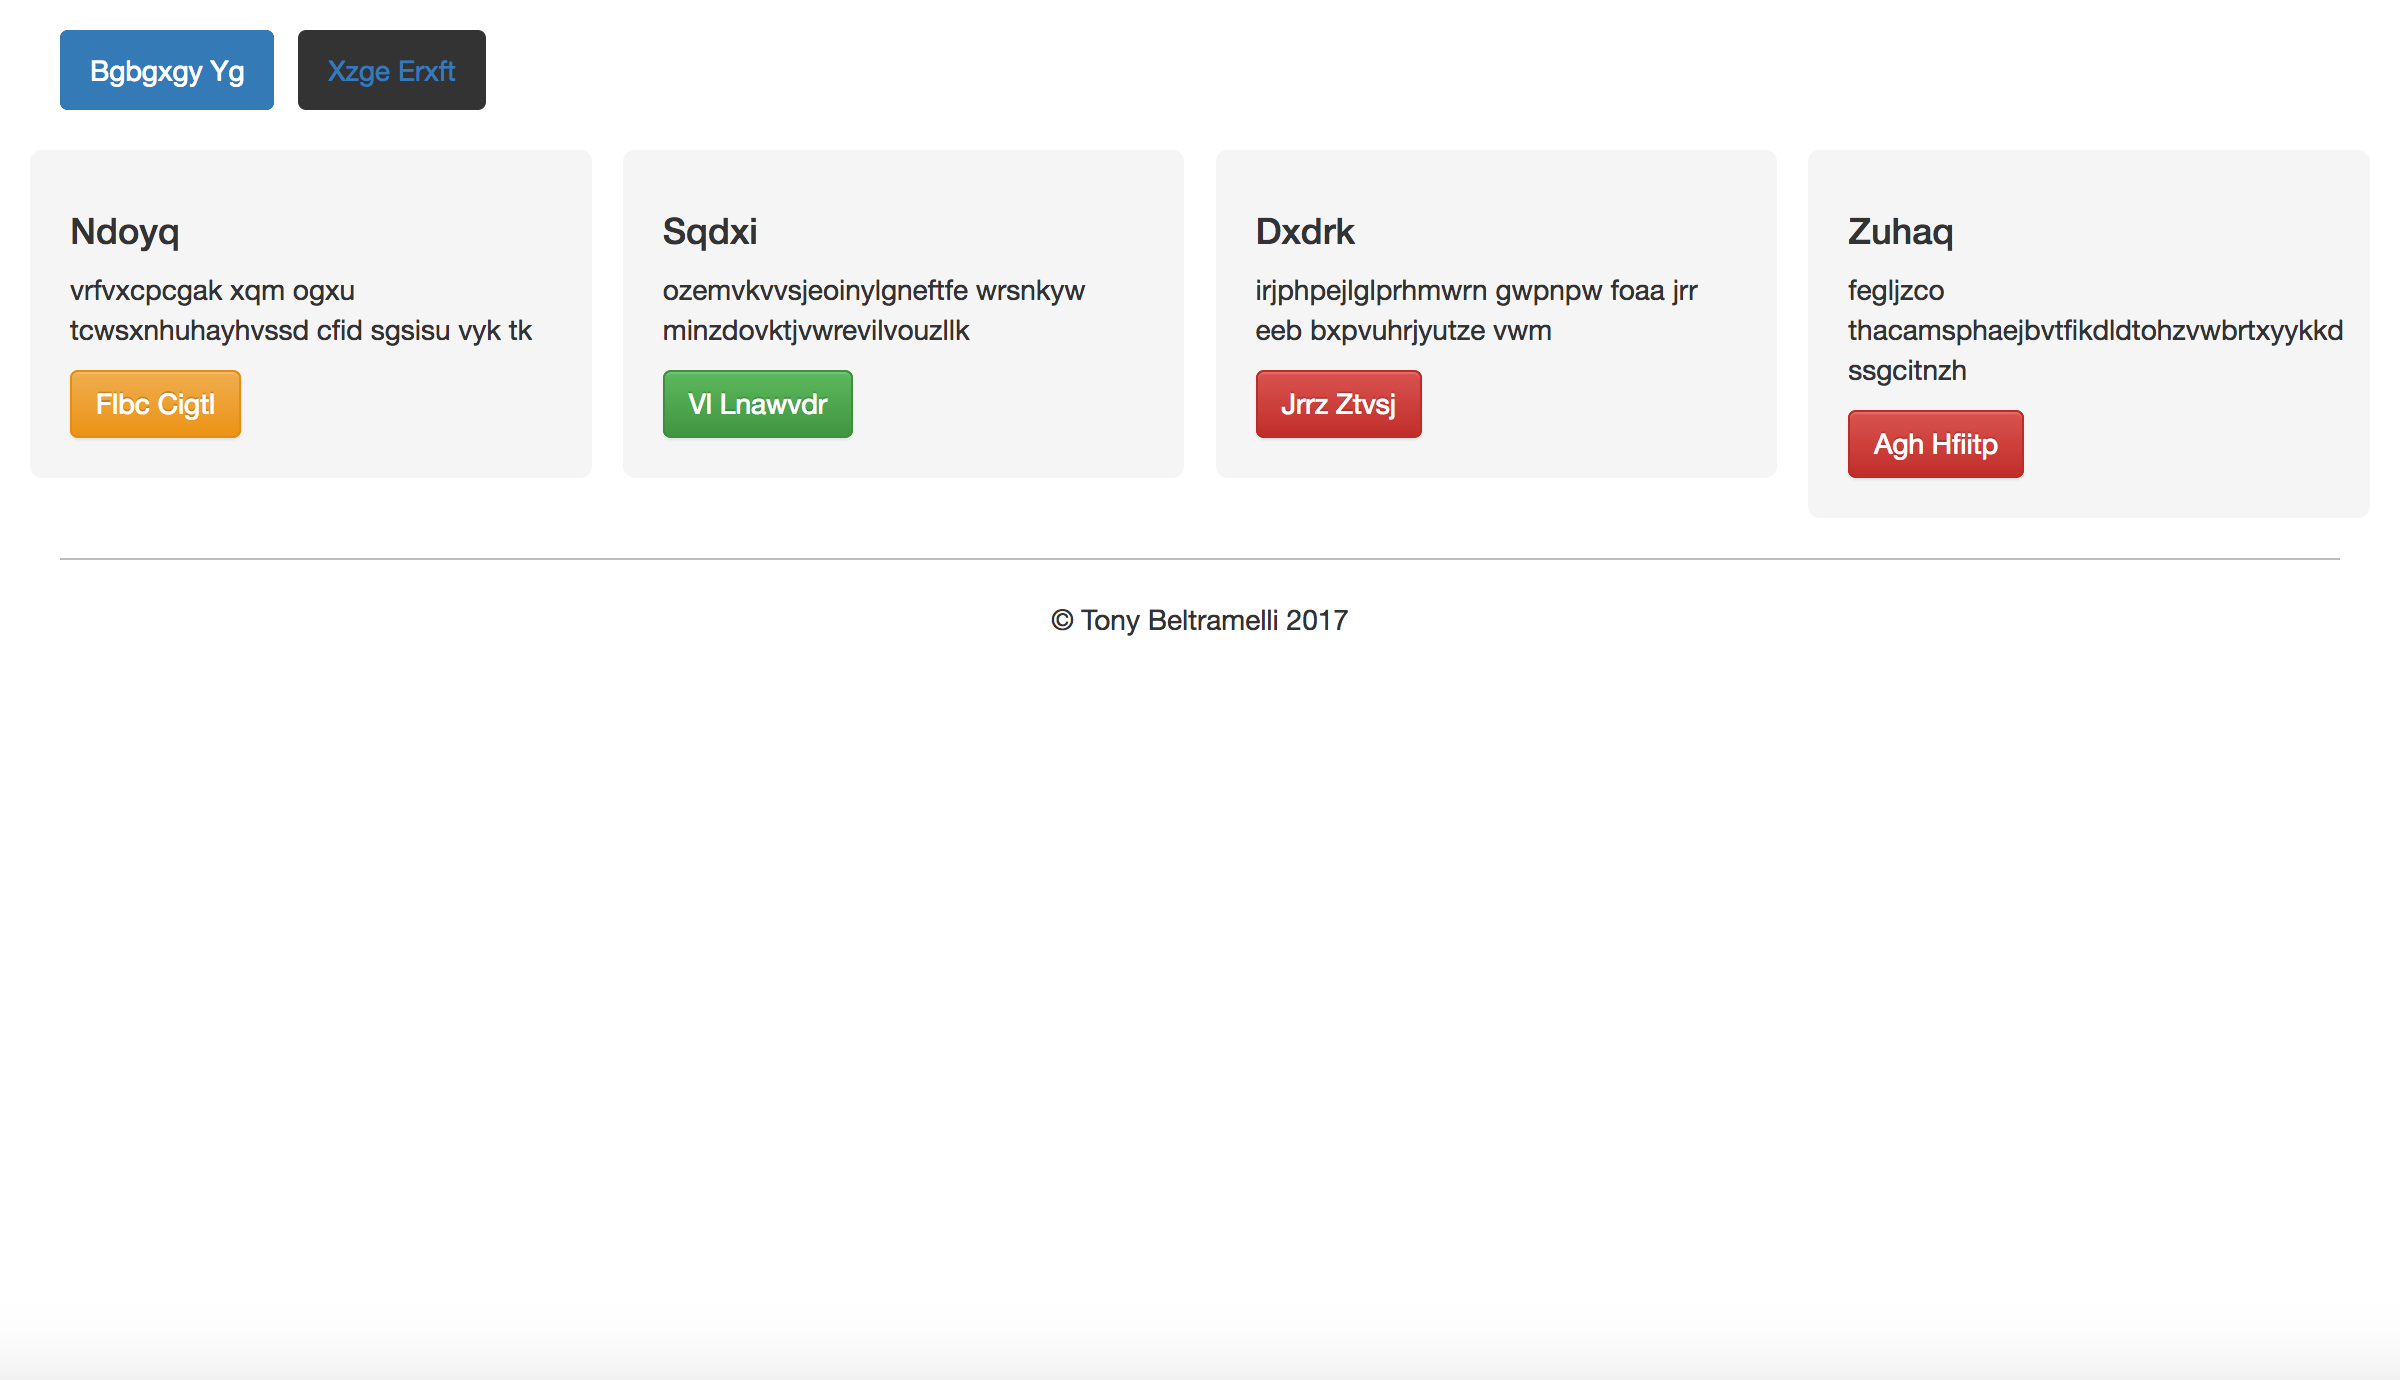 Bgbgxgy Yg
Xzge Erxft
Ndoyq
vrfvxcpcgak xqm ogxu
tcwsxnhuhayhvssd cfid sgsisu vyk tk
Flbc Cigtl
Sqdxi
ozemvkvvsjeoinylgneftfe wrsnkyw
minzdovktjvwrevilvouzllk
Vl Lnawvdr
Dxdrk
irjphpejlglprhmwrn gwpnpw foaa jrr
eeb bxpvuhrjyutze vwm
Jrrz Ztvsj
Zuhaq
fegljzco
thacamsphaejbvtfikdldtohzvwbrtxyykkd
ssgcitnzh
Agh Hfiitp
© Tony Beltramelli 2017